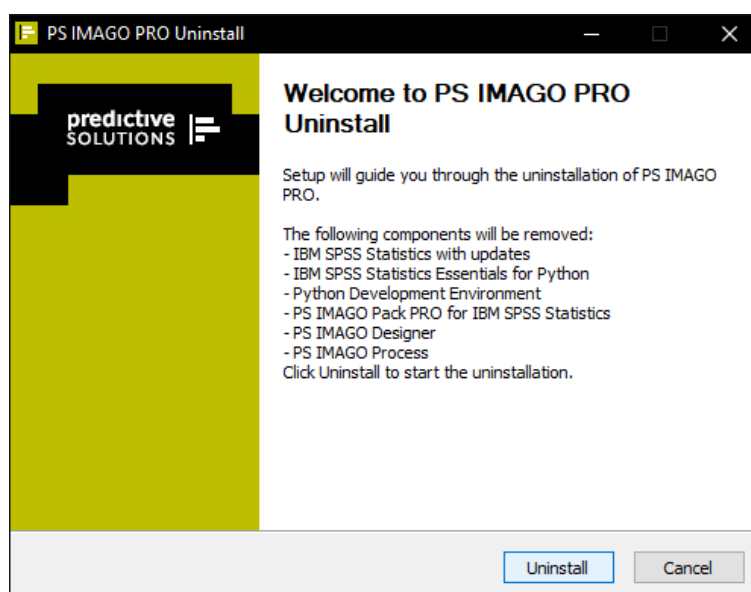 PS IMAGO PRO Uninstall
predictive
SOLUTIONS
Welcome to PS IMAGO PRO
Uninstall
Setup will guide you through the uninstallation of PS IMAGO
PRO.
The following components will be removed:
- IBM SPSS Statistics with updates
- IBM SPSS Statistics Essentials for Python
- Python Development Environment
- PS IMAGO Pack PRO for IBM SPSS Statistics
- PS IMAGO Designer
- PS IMAGO Process
Click Uninstall to start the uninstallation.
Uninstall Cancel